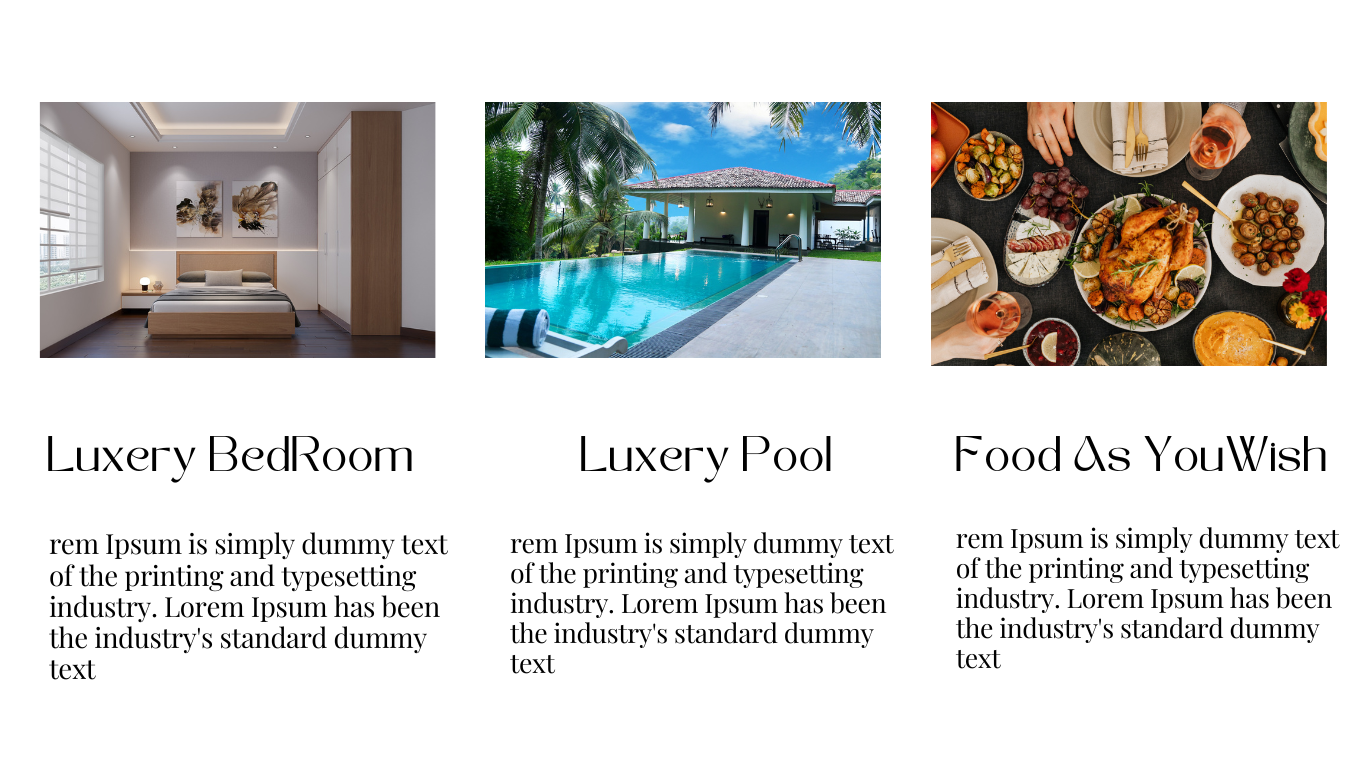 Luxery BedRoom
rem Ipsum is simply dummy text
of the printing and typesetting
industry. Lorem Ipsum has been
the industry's standard dummy
text
Luxery Pool
rem Ipsum is simply dummy text
of the printing and typesetting
industry. Lorem Ipsum has been
the industry's standard dummy
text
Food As YouWish
rem Ipsum is simply dummy text
of the printing and typesetting
industry. Lorem Ipsum has been
the industry's standard dummy
text